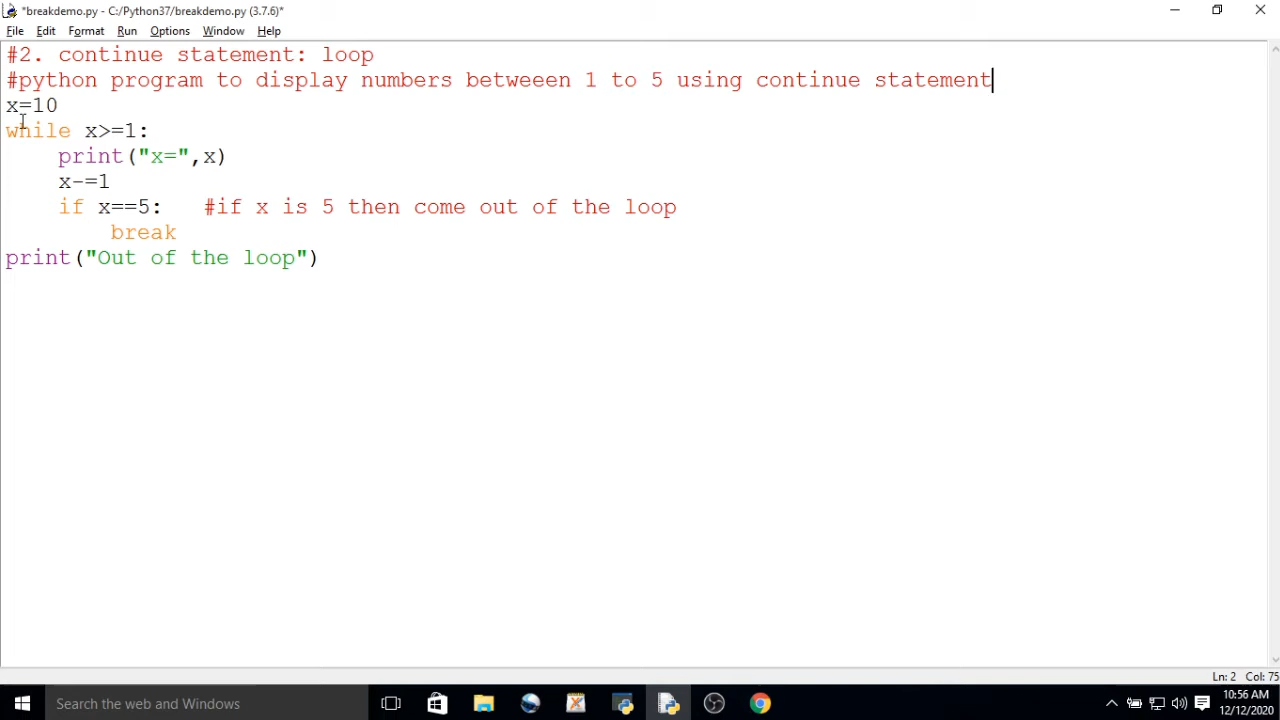 *breakdemo.py - C:/Python37/breakdemo.py (3.7.6)*
File Edit Format Run Options Window Help
#2. continue statement: loop
#python program to display numbers betweeen 1 to 5 using continue statement
x=10
while x>=1:
    print("x=",x)
    x-=1
    if x==5:   #if x is 5 then come out of the loop
        break
print("Out of the loop")
Ln: 2 Col: 75
Search the web and Windows
10:56 AM
12/12/2020